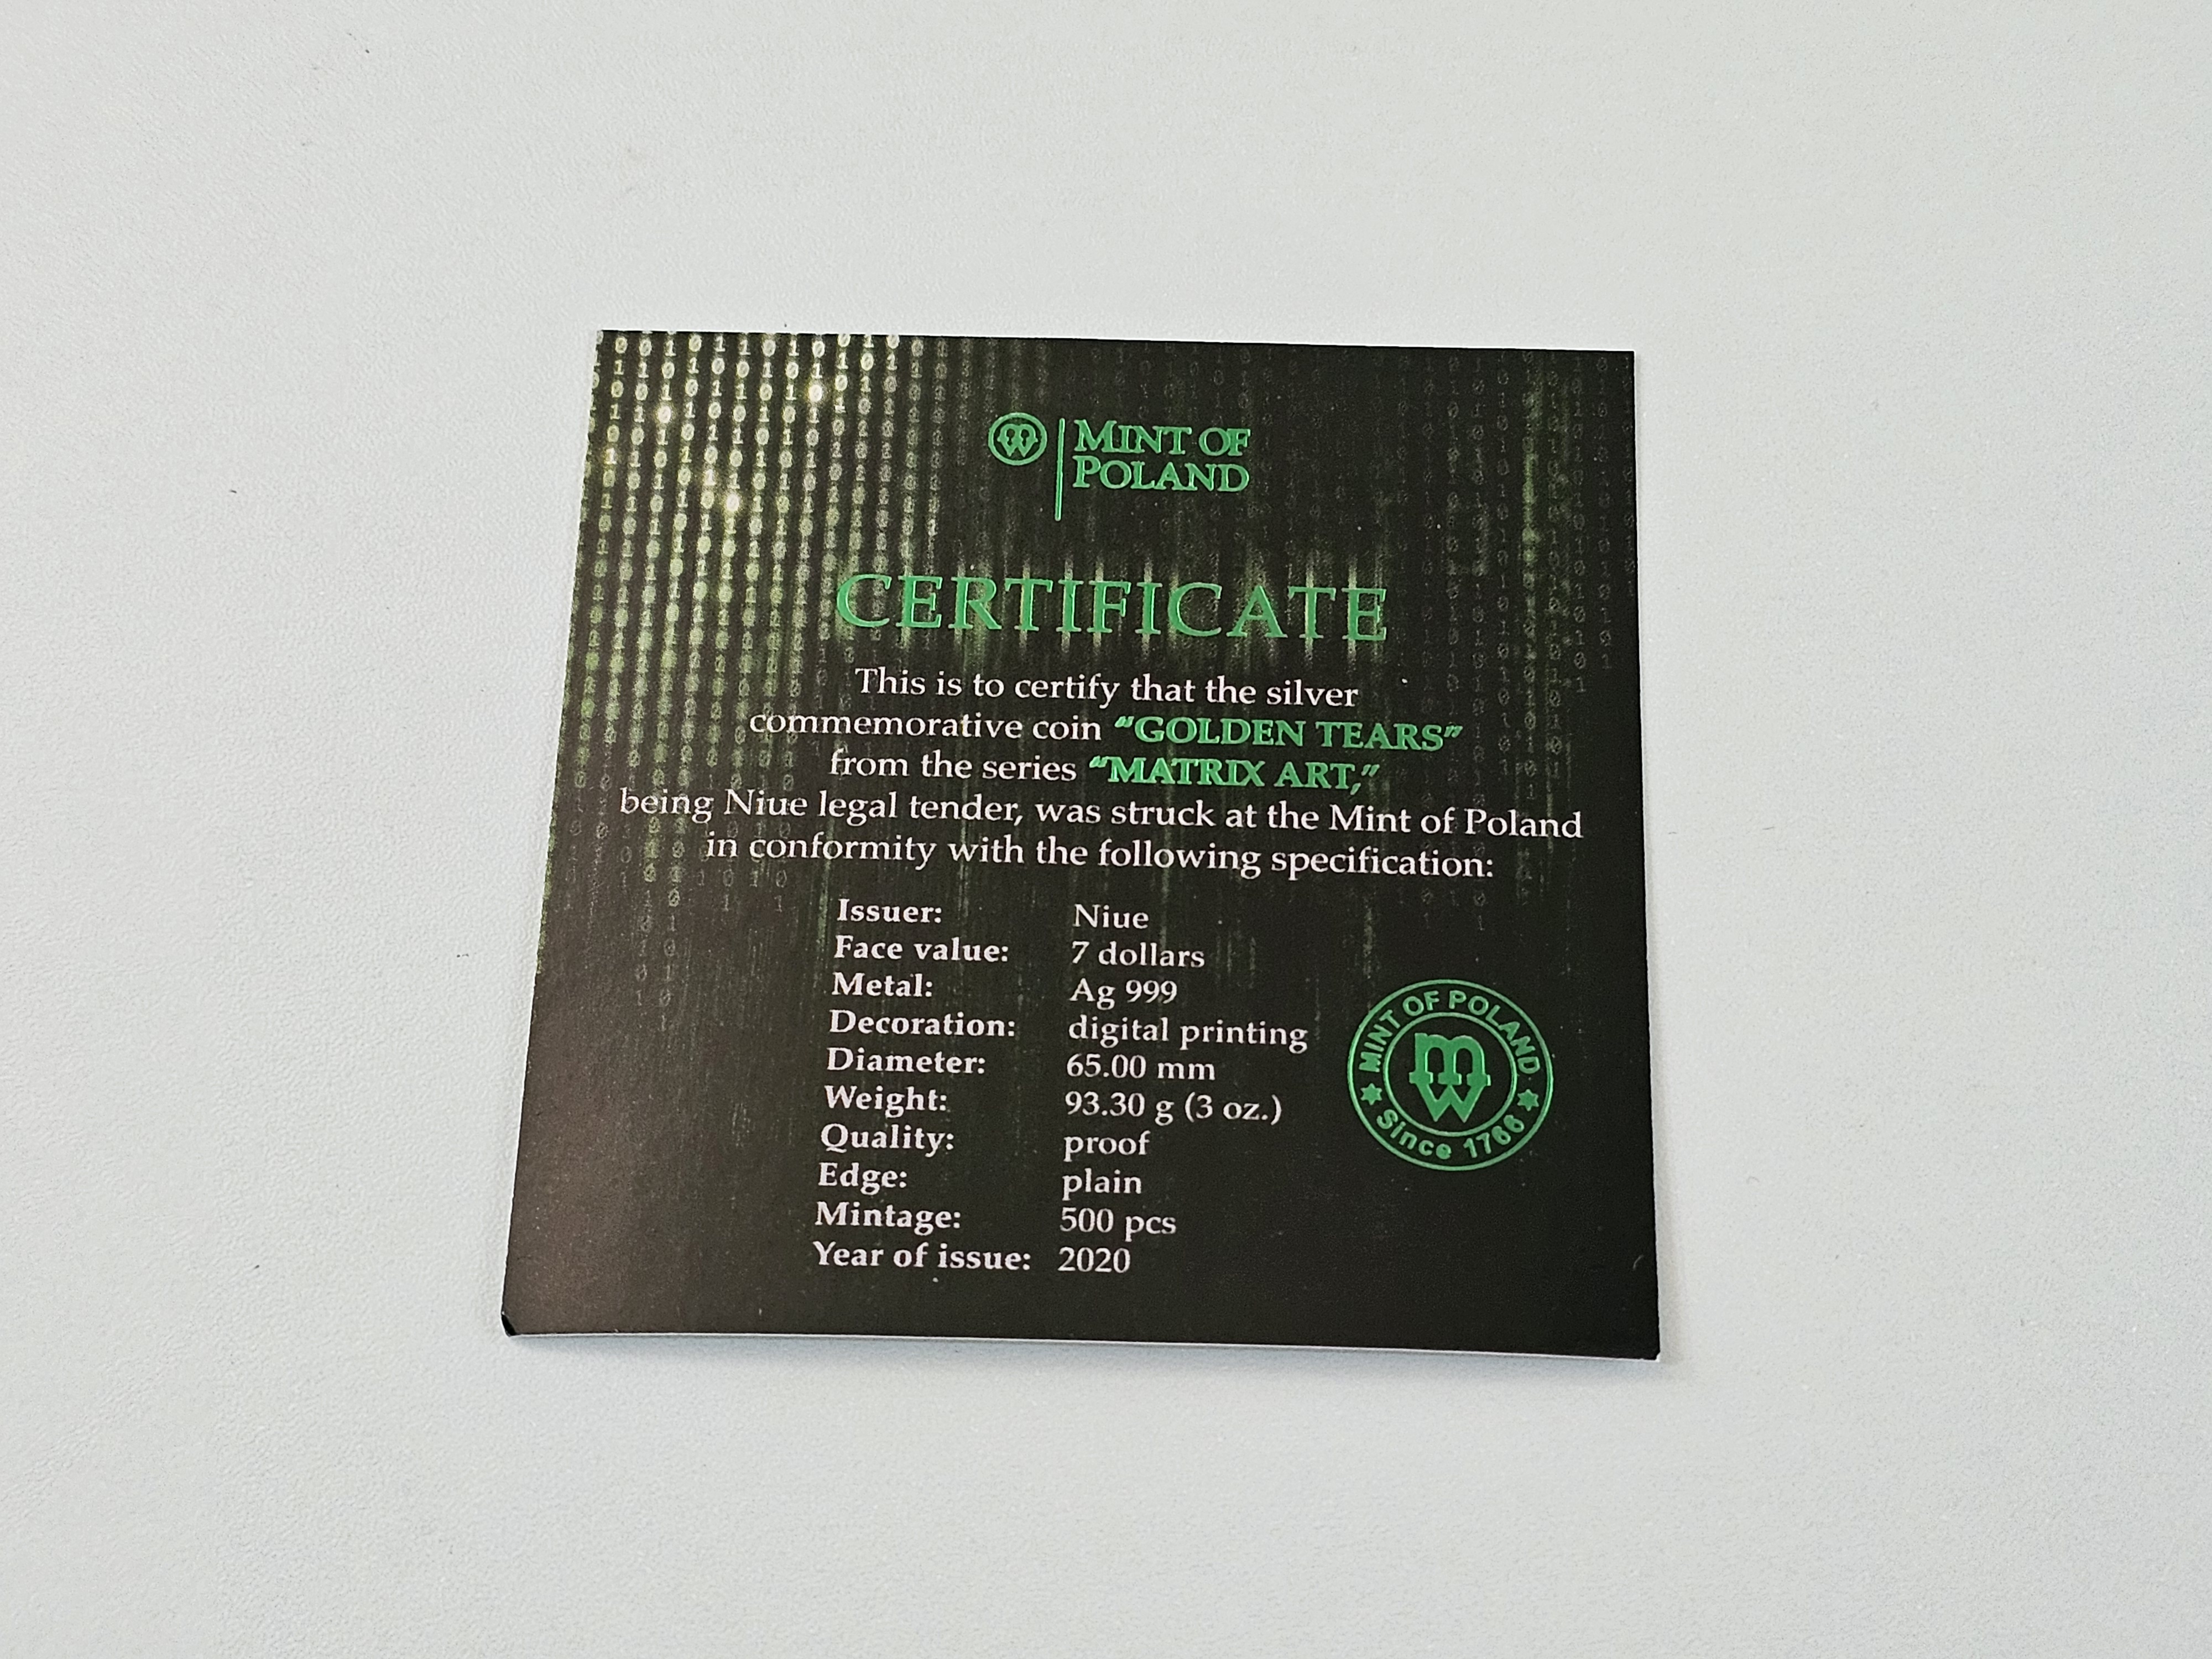 MINT OF
POLAND
CERTIFICATE
This is to certify that the silver
commemorative coin “GOLDEN TEARS”
from the series “MATRIX ART,”
being Niue legal tender, was struck at the Mint of Poland
in conformity with the following specification:
Issuer: Niue
Face value: 7 dollars
Metal: Ag 999
Decoration: digital printing
Diameter: 65.00 mm
Weight: 93.30 g (3 oz.)
Quality: proof
Edge: plain
Mintage: 500 pcs
Year of issue: 2020
MINT OF POLAND
mw
Since 1766